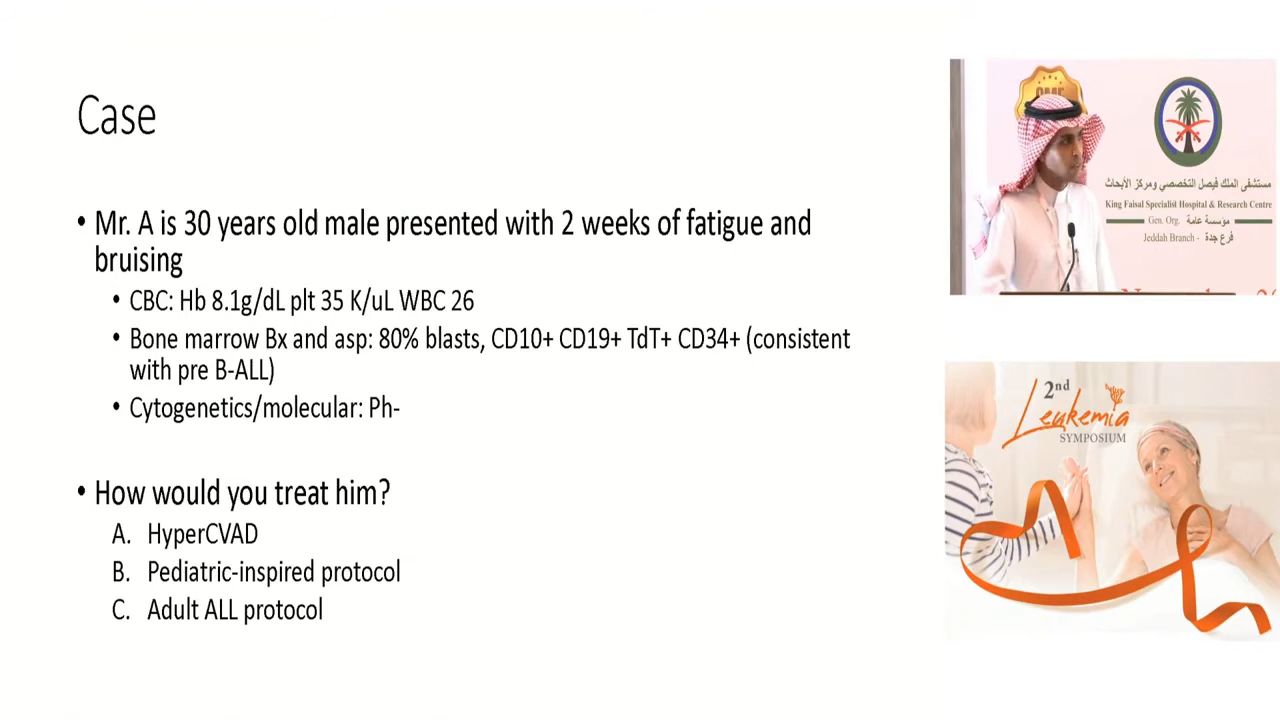 Case
• Mr. A is 30 years old male presented with 2 weeks of fatigue and
bruising
• CBC: Hb 8.1g/dL plt 35 K/uL WBC 26
• Bone marrow Bx and asp: 80% blasts, CD10+ CD19+ TdT+ CD34+ (consistent
with pre B-ALL)
• Cytogenetics/molecular: Ph-
• How would you treat him?
A. HyperCVAD
B. Pediatric-inspired protocol
C. Adult ALL protocol
مستشفى الملك فيصل التخصصي ومركز الأبحاث
King Faisal Specialist Hospital & Research Centre
Gen. Org. مؤسسة عامة
Jeddah Branch - فرع جدة
2nd
Leukemia
SYMPOSIUM